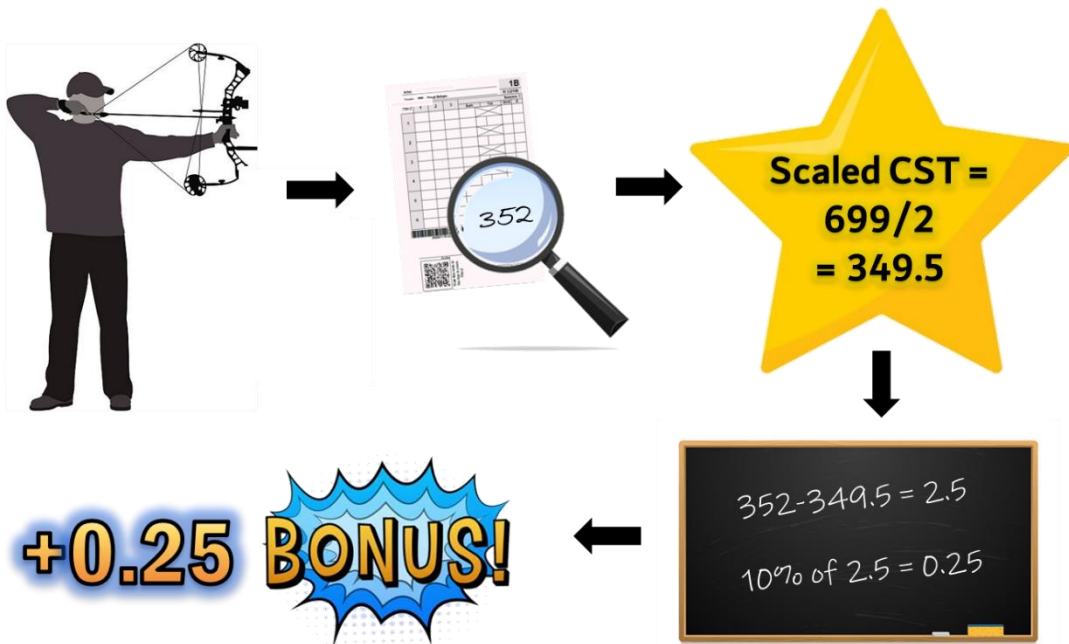 1B
352
Scaled CST =
699/2
= 349.5
352-349.5 = 2.5
10% of 2.5 = 0.25
+0.25 BONUS!